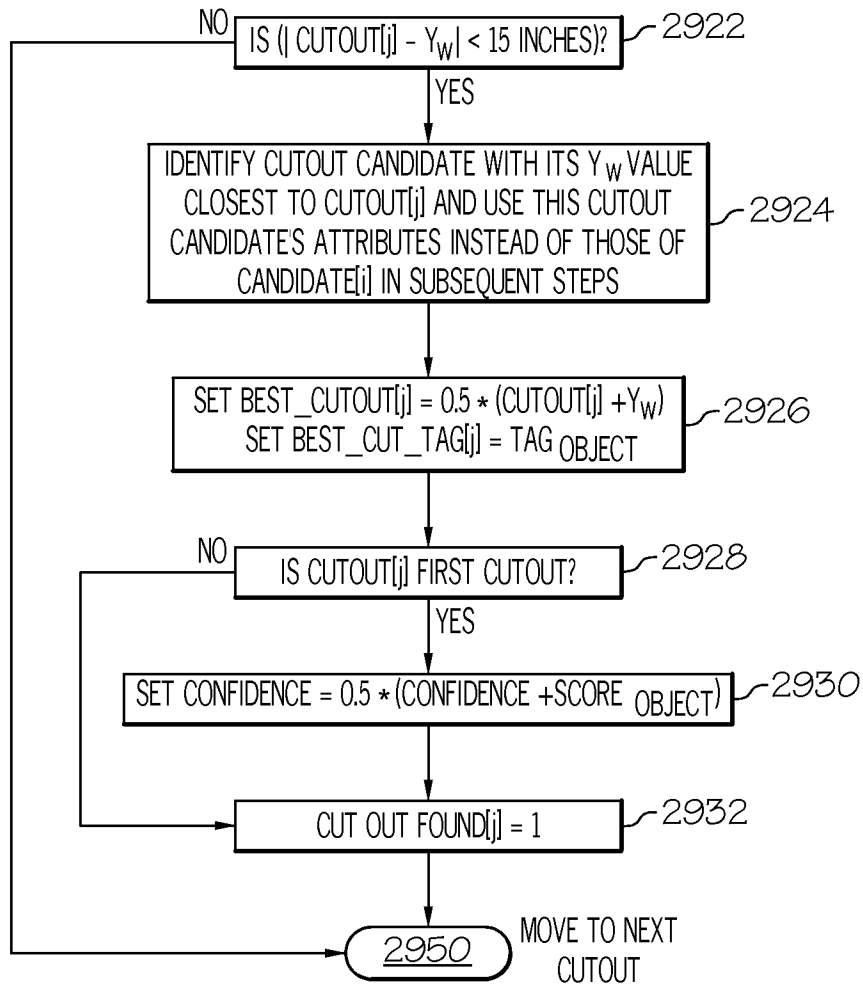 NO
IS (| CUTOUT[j] – Y_W | < 15 INCHES)?
2922
YES
IDENTIFY CUTOUT CANDIDATE WITH ITS Y_W VALUE
CLOSEST TO CUTOUT[j] AND USE THIS CUTOUT
CANDIDATE'S ATTRIBUTES INSTEAD OF THOSE OF
CANDIDATE[i] IN SUBSEQUENT STEPS
2924
SET BEST_CUTOUT[j] = 0.5 * (CUTOUT[j] +Y_W)
SET BEST_CUT_TAG[j] = TAG OBJECT
2926
NO
IS CUTOUT[j] FIRST CUTOUT?
2928
YES
SET CONFIDENCE = 0.5 * (CONFIDENCE +SCORE OBJECT)
2930
CUT OUT FOUND[j] = 1
2932
2950
MOVE TO NEXT
CUTOUT